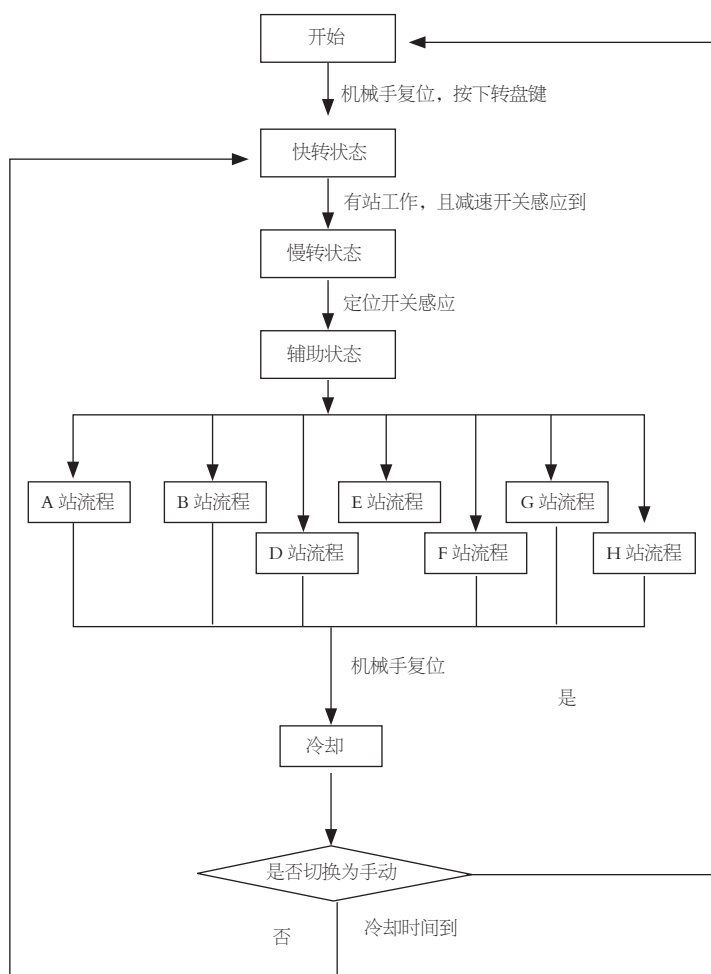 开始
机械手复位，按下转盘键
快转状态
有站工作，且减速开关感应到
慢转状态
定位开关感应
辅助状态
A 站流程
B 站流程
E 站流程
G 站流程
D 站流程
F 站流程
H 站流程
机械手复位
是
冷却
是否切换为手动
冷却时间到
否